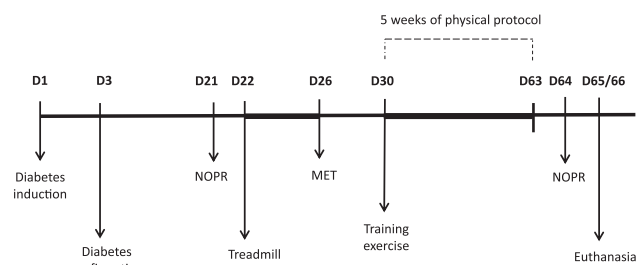 5 weeks of physical protocol
D1 D3 D21 D22 D26 D30 D63 D64 D65/66
Diabetes
induction
NOPR
MET
NOPR
Training
exercise
Diabetes
Treadmill
Euthanasia